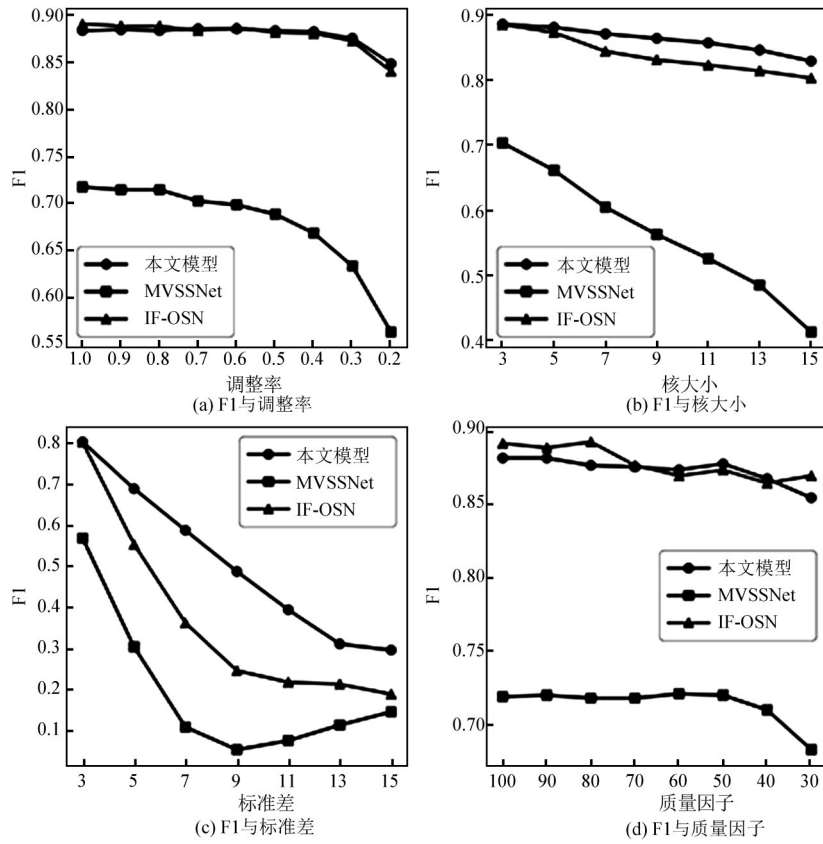 0.90
0.85
0.80
0.75
0.70
0.65
0.60
0.55
F1
本文模型
MVSSNet
IF-OSN
1.0 0.9 0.8 0.7 0.6 0.5 0.4 0.3 0.2
调整率
(a) F1与调整率
0.9
0.8
0.7
0.6
0.5
0.4
F1
本文模型
MVSSNet
IF-OSN
3 5 7 9 11 13 15
核大小
(b) F1与核大小
0.8
0.7
0.6
0.5
0.4
0.3
0.2
0.1
F1
本文模型
MVSSNet
IF-OSN
3 5 7 9 11 13 15
标准差
(c) F1与标准差
0.90
0.85
0.80
0.75
0.70
F1
本文模型
MVSSNet
IF-OSN
100 90 80 70 60 50 40 30
质量因子
(d) F1与质量因子